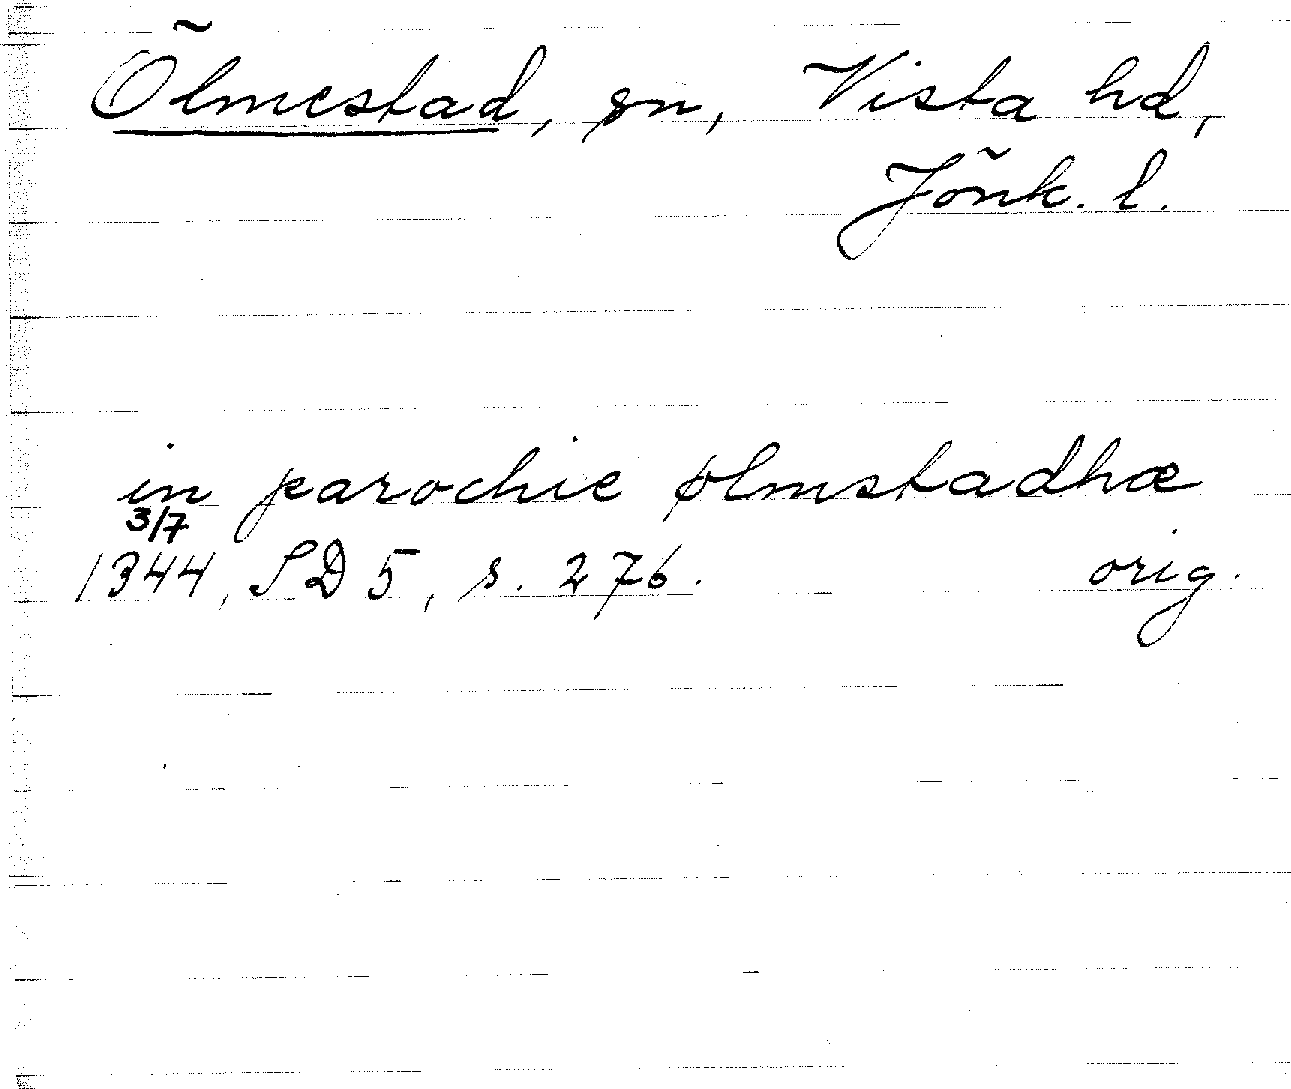 Ölmestad, sn, Vista hd,
Jönk. l.
in parochie ølmstadhæ
3/7
1344, SD 5, s. 276. orig.